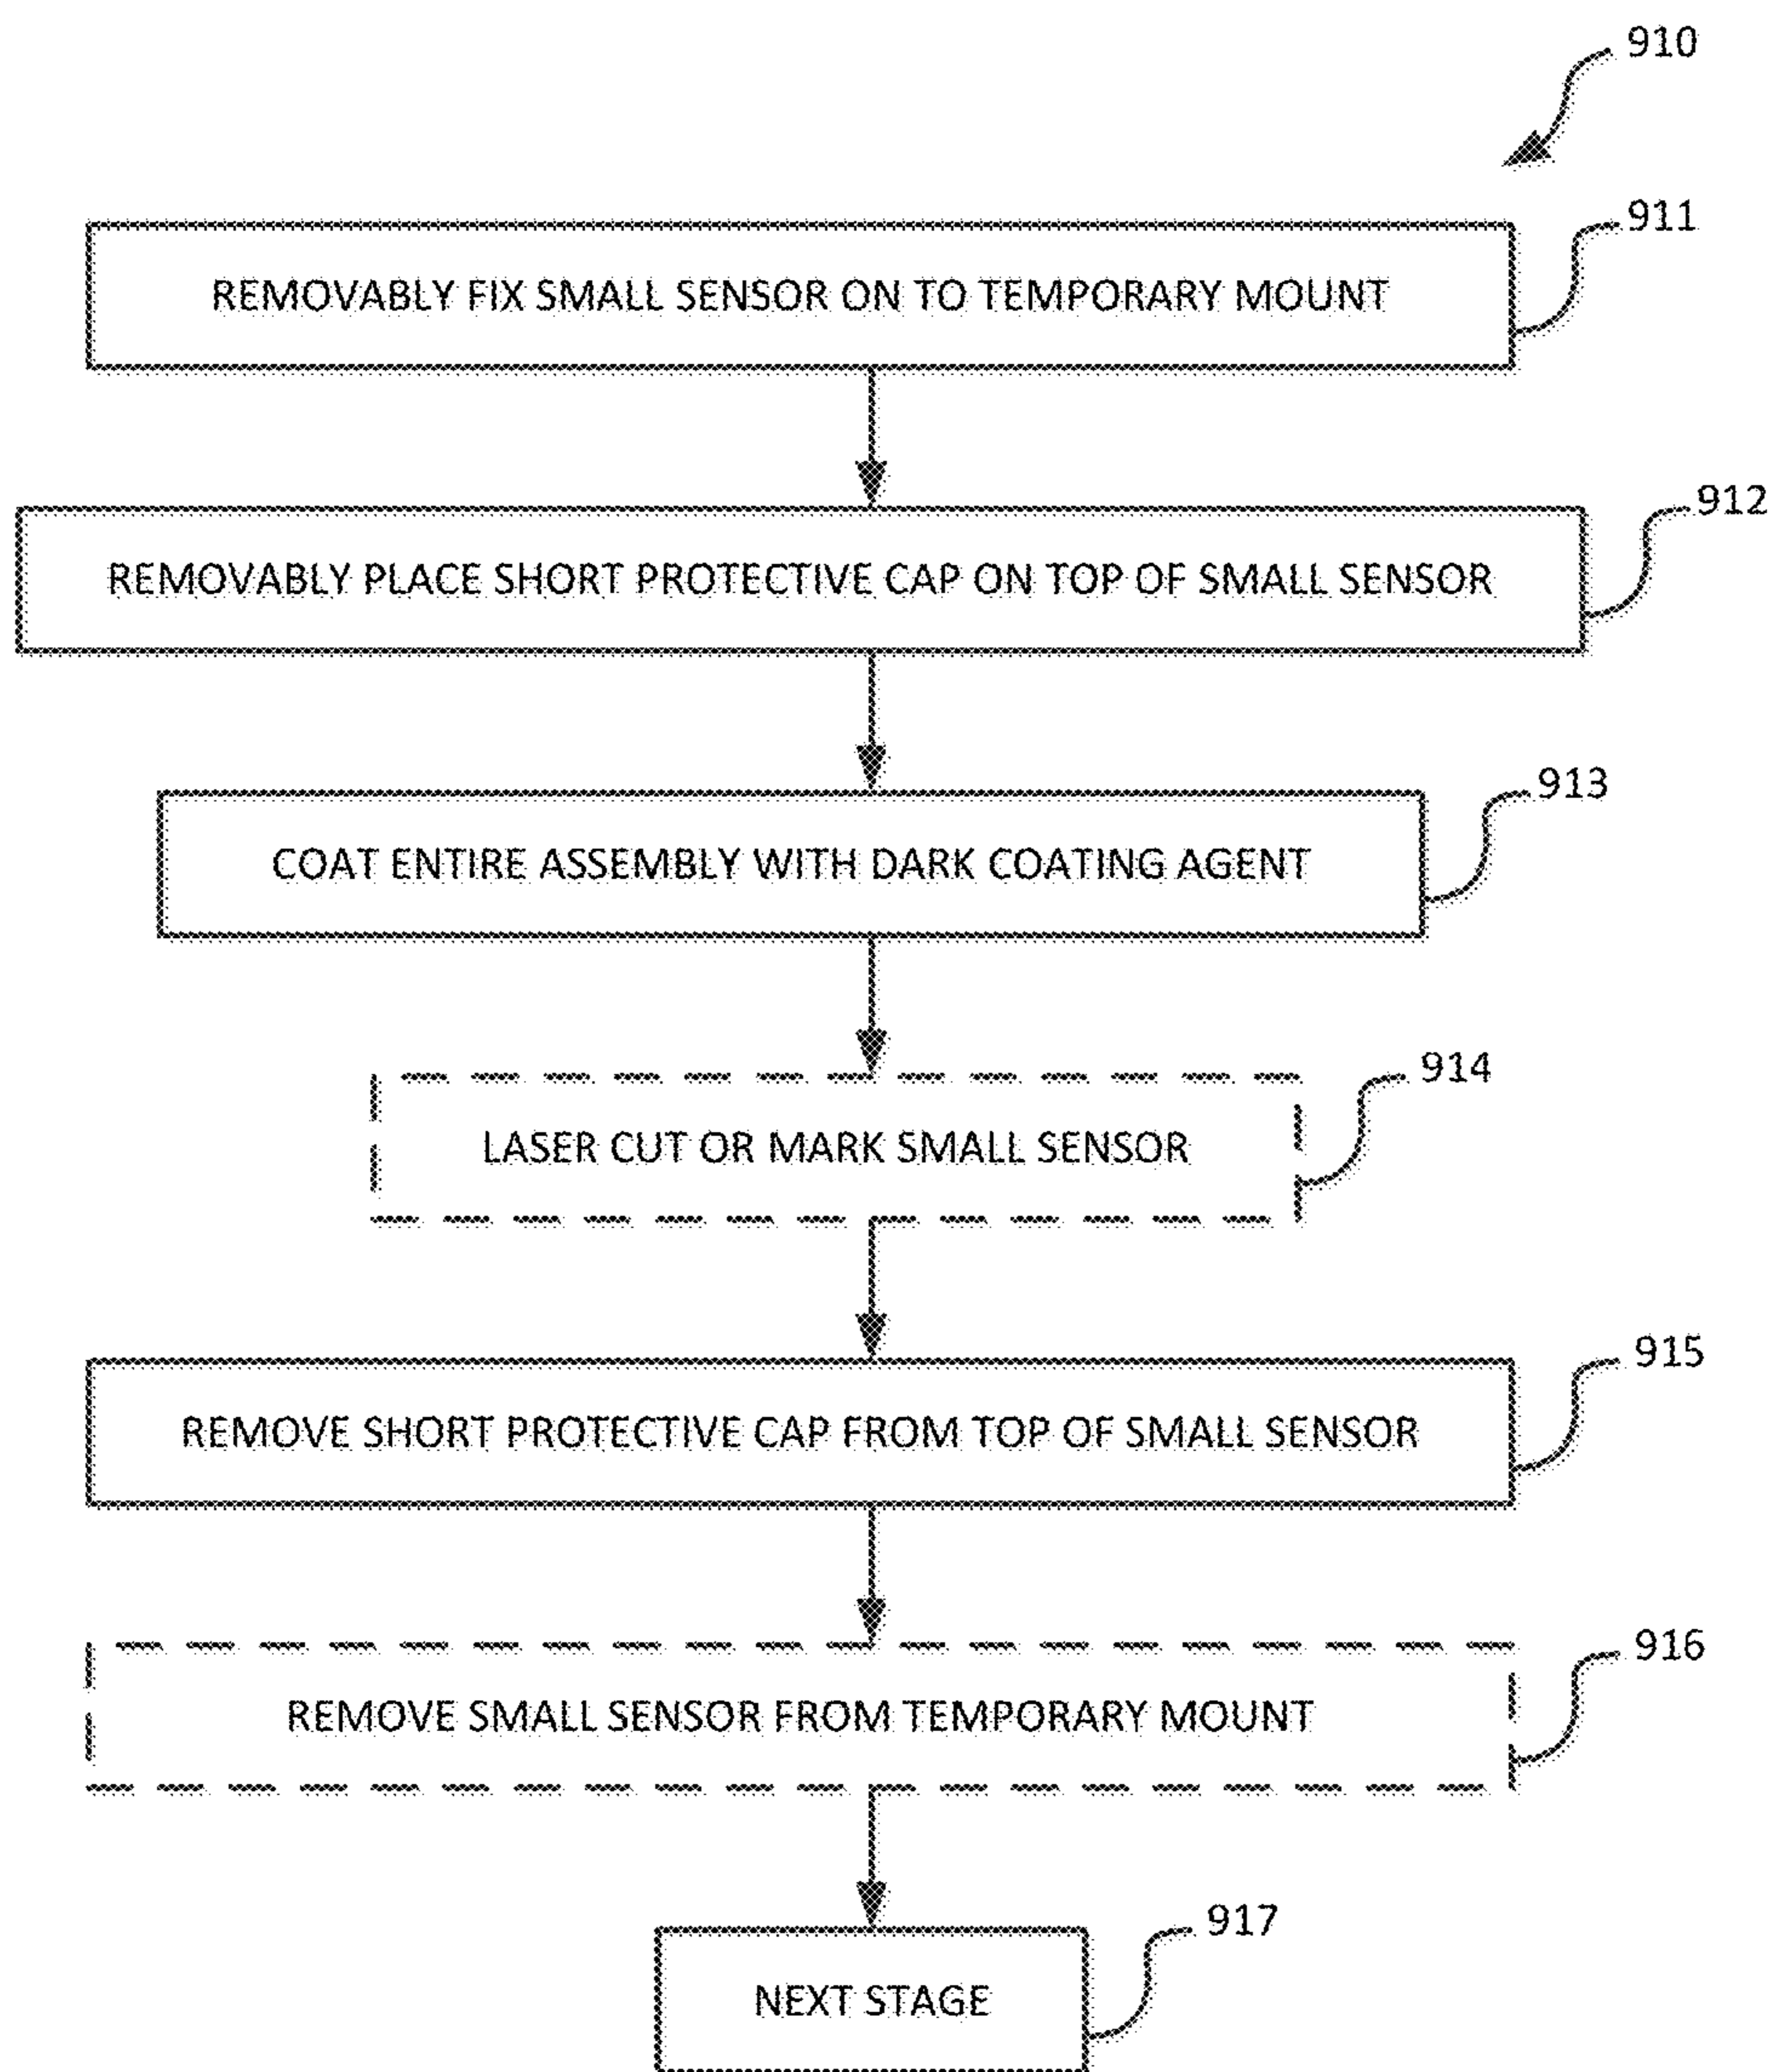 910
911
REMOVABLY FIX SMALL SENSOR ON TO TEMPORARY MOUNT
912
REMOVABLY PLACE SHORT PROTECTIVE CAP ON TOP OF SMALL SENSOR
913
COAT ENTIRE ASSEMBLY WITH DARK COATING AGENT
914
LASER CUT OR MARK SMALL SENSOR
915
REMOVE SHORT PROTECTIVE CAP FROM TOP OF SMALL SENSOR
916
REMOVE SMALL SENSOR FROM TEMPORARY MOUNT
917
NEXT STAGE